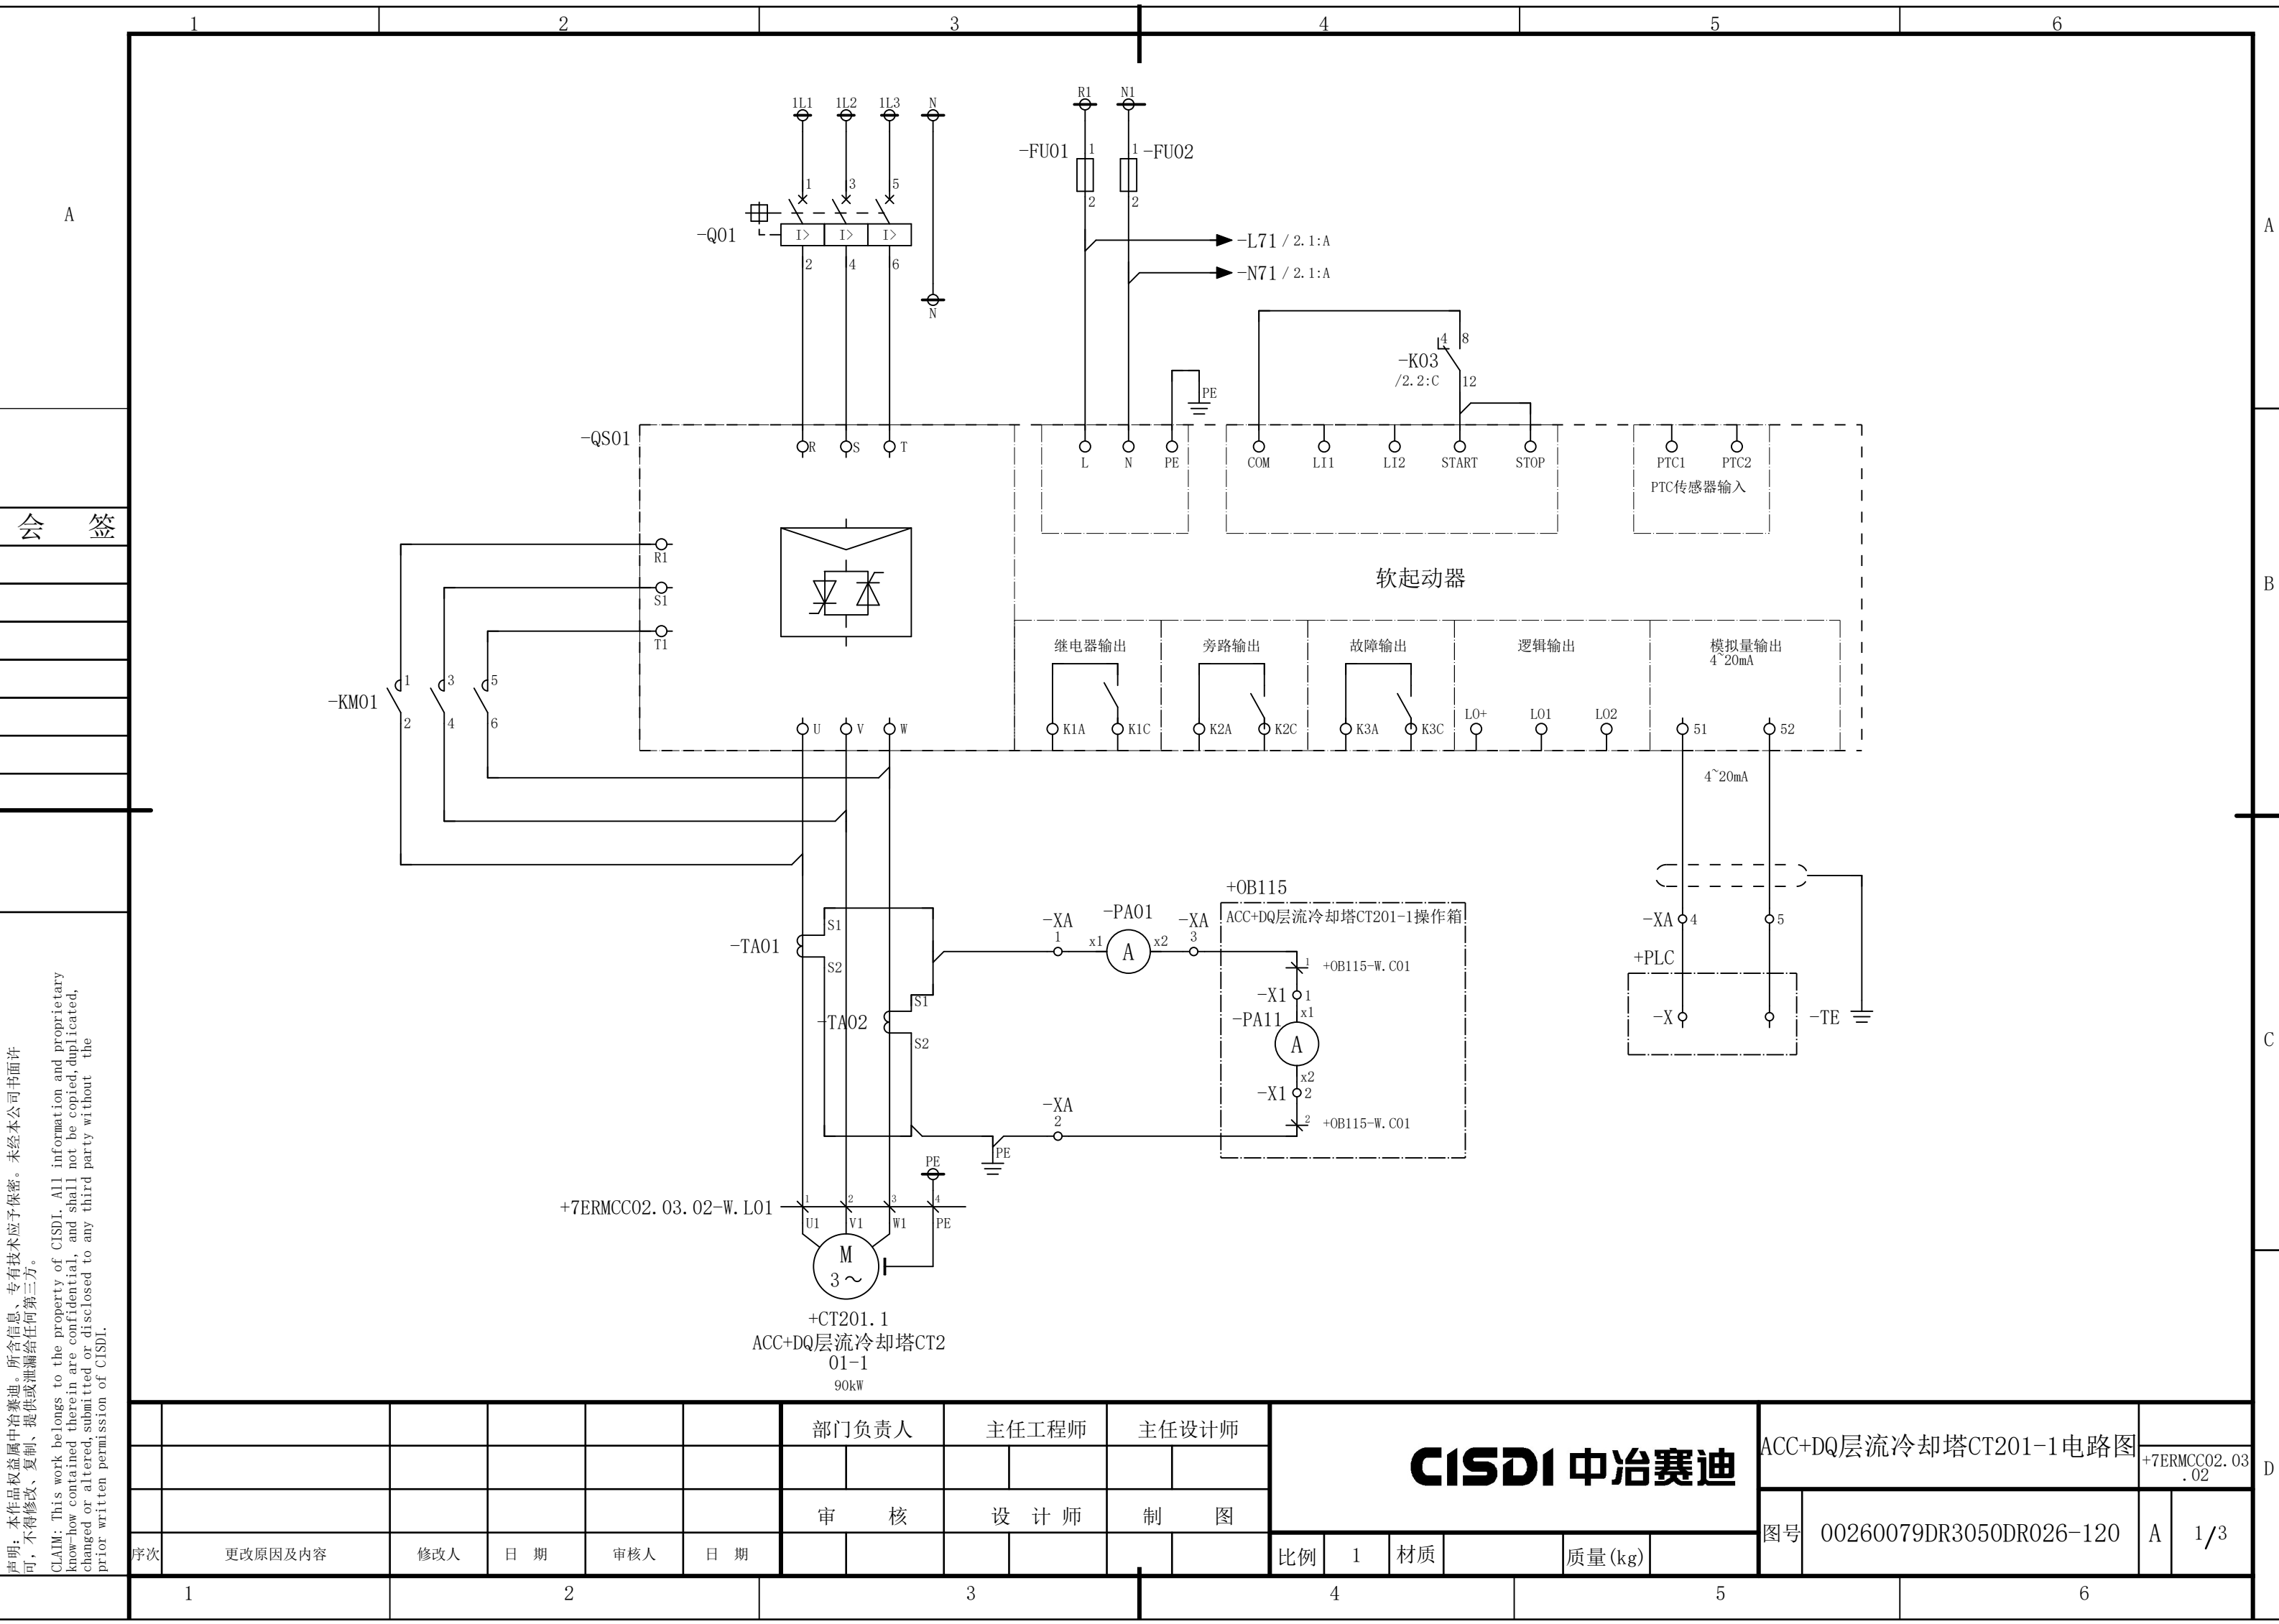 1 2 3 4 5 6
1L1 1L2 1L3 N
R1 N1
-FU01 1 1 -FU02
2 2
1 3 5
-Q01 I> I> I>
2 4 6
N
-L71 / 2.1:A
-N71 / 2.1:A
A
A
4 8
-K03
/2.2:C 12
PE
-QS01
R S T
L N PE
COM LI1 LI2 START STOP
PTC1 PTC2
PTC传感器输入
会 签
R1
S1
T1
软起动器
B
继电器输出 旁路输出 故障输出 逻辑输出 模拟量输出
4~20mA
-KM01 1 3 5
2 4 6
U V W
K1A K1C K2A K2C K3A K3C
LO+ LO1 LO2
51 52
4~20mA
+OB115
ACC+DQ层流冷却塔CT201-1操作箱
-TA01 S1
S2
-XA
1
-PA01
x1 A x2
-XA
3
1 +OB115-W.C01
-X1 1
-PA11 x1
A
x2
-X1 2
2 +OB115-W.C01
-TA02 S1
S2
-XA
2
PE
-XA 4 5
+PLC
-X
-TE
C
PE
+7ERMCC02.03.02-W.L01 1 2 3 4
U1 V1 W1 PE
M
3～
+CT201.1
ACC+DQ层流冷却塔CT2
01-1
90kW
声明: 本作品权益属中冶赛迪。所含信息、专有技术应予保密。未经本公司书面许
可, 不得修改、复制、提供或泄漏给任何第三方。
CLAIM: This work belongs to the property of CISDI. All information and proprietary
know-how contained therein are confidential, and shall not be copied,duplicated,
changed or altered,submitted or disclosed to any third party without the
prior written permission of CISDI.
部门负责人 主任工程师 主任设计师
审 核 设 计 师 制 图
序次 更改原因及内容 修改人 日 期 审核人 日 期
CISDI 中冶赛迪
比例 1 材质 质量(kg)
ACC+DQ层流冷却塔CT201-1电路图
+7ERMCC02.03
.02
图号 00260079DR3050DR026-120 A 1/3
D
1 2 3 4 5 6